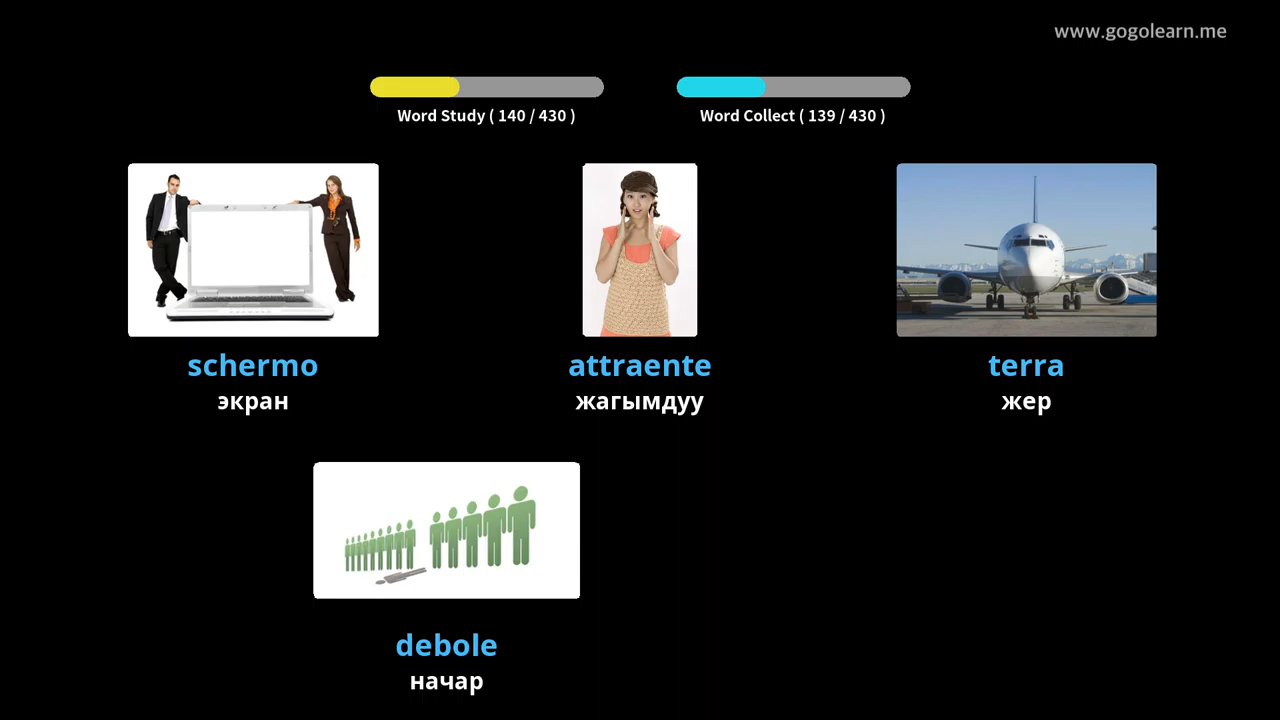 www.gogolearn.me
Word Study ( 140 / 430 )
Word Collect ( 139 / 430 )
schermo
экран
attraente
жагымдуу
terra
жер
debole
начар